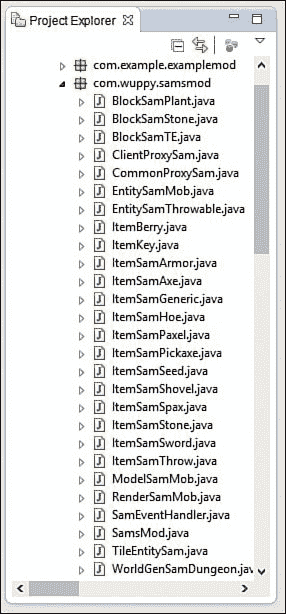 Project Explorer
com.example.examplemod
com.wuppy.samsmod
BlockSamPlant.java
BlockSamStone.java
BlockSamTE.java
ClientProxySam.java
CommonProxySam.java
EntitySamMob.java
EntitySamThrowable.java
ItemBerry.java
ItemKey.java
ItemSamArmor.java
ItemSamAxe.java
ItemSamGeneric.java
ItemSamHoe.java
ItemSamPaxel.java
ItemSamPickaxe.java
ItemSamSeed.java
ItemSamShovel.java
ItemSamSpax.java
ItemSamStone.java
ItemSamSword.java
ItemSamThrow.java
ModelSamMob.java
RenderSamMob.java
SamEventHandler.java
SamsMod.java
TileEntitySam.java
WorldGenSamDungeon.jav